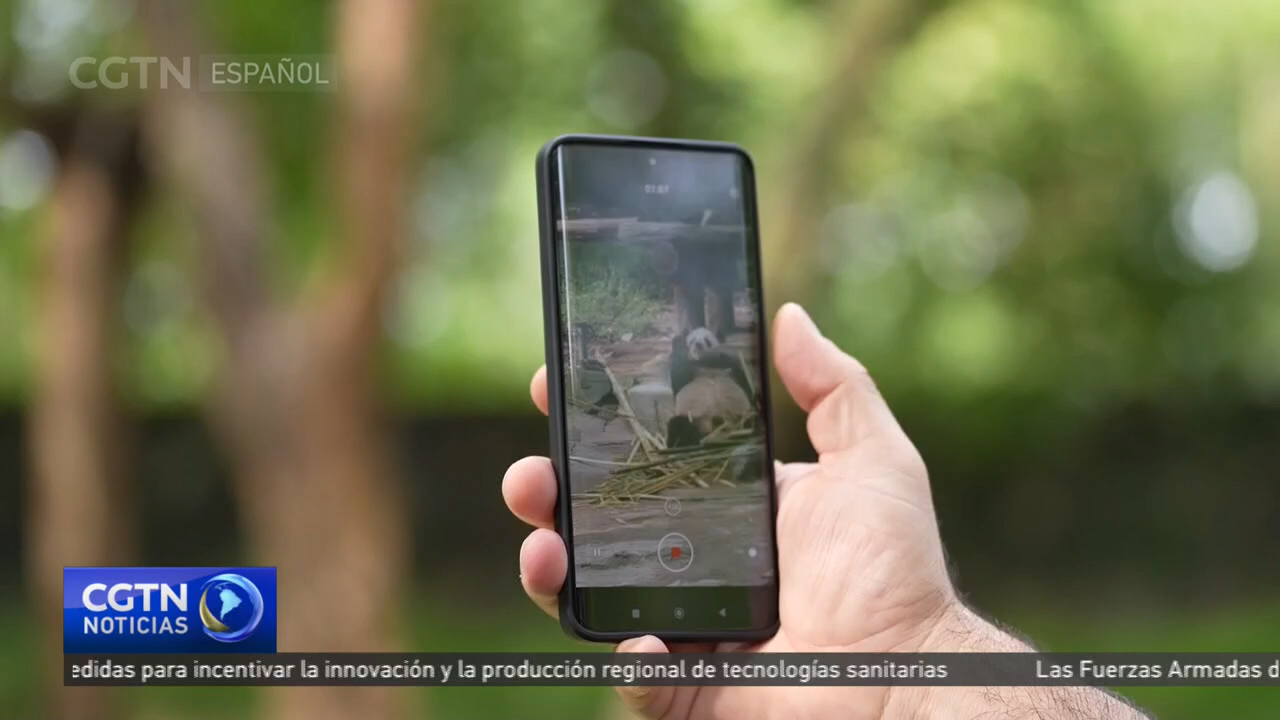 CGTN ESPAÑOL
CGTN
NOTICIAS
edidas para incentivar la innovación y la producción regional de tecnologías sanitarias Las Fuerzas Armadas d